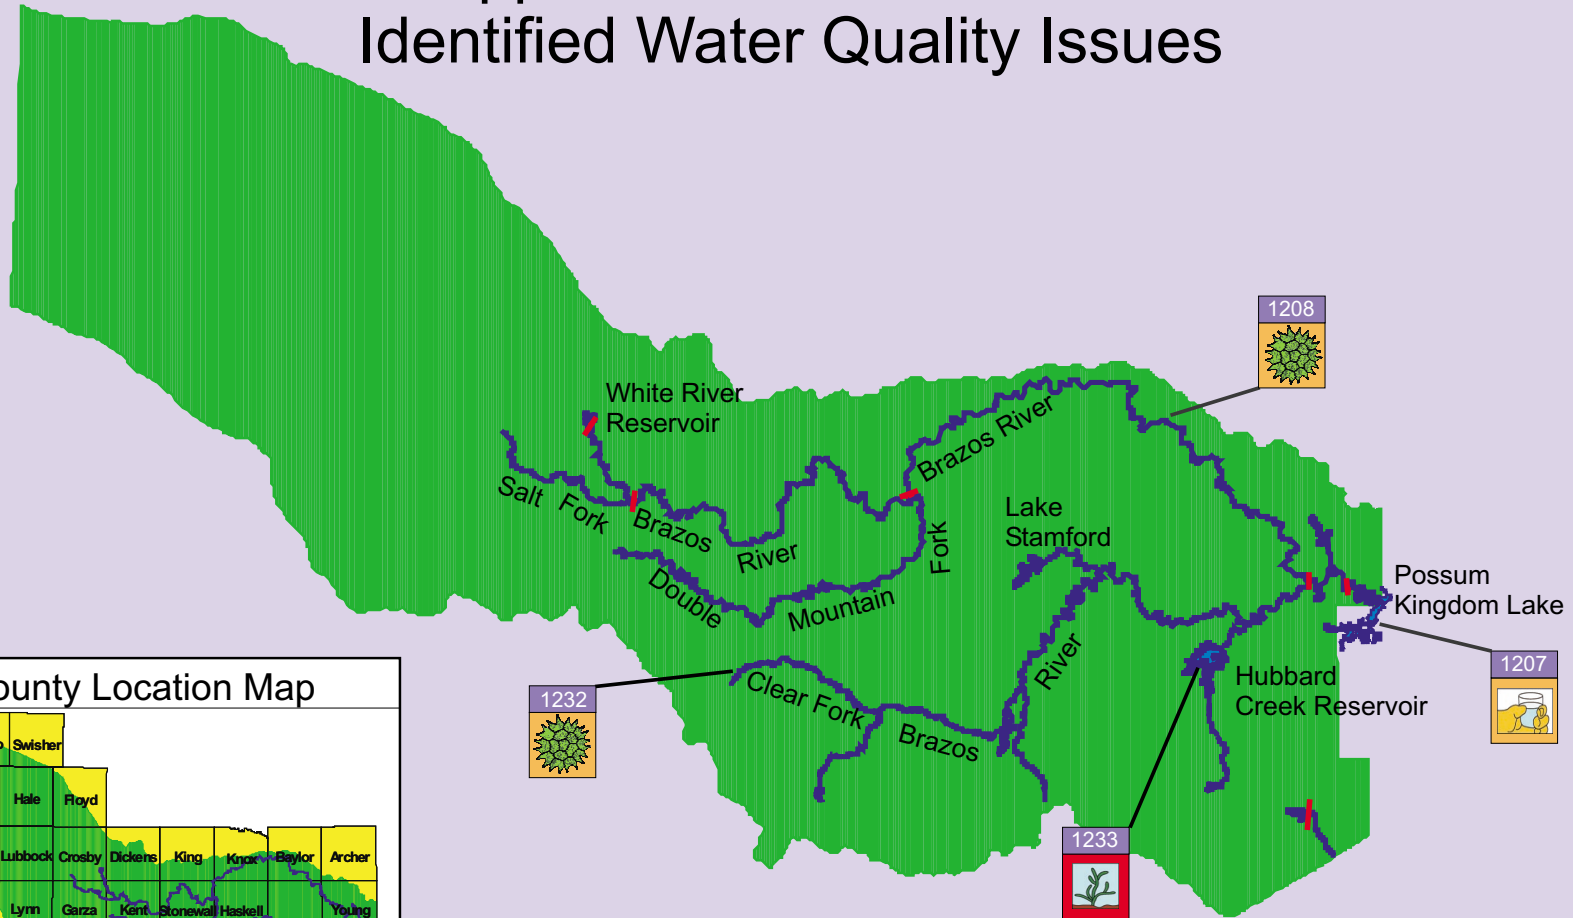 Identified Water Quality Issues
1208
White River
Reservoir
Brazos River
Salt Fork Brazos River
Lake
Stamford
Fork
Double Mountain
Possum
Kingdom Lake
1207
River
Hubbard
Creek Reservoir
Clear Fork
Brazos
1232
1233
ounty Location Map
Swisher
Hale Floyd
Lubbock Crosby Dickens King Knox Baylor Archer
Lynn Garza Kent Stonewall Haskell Young